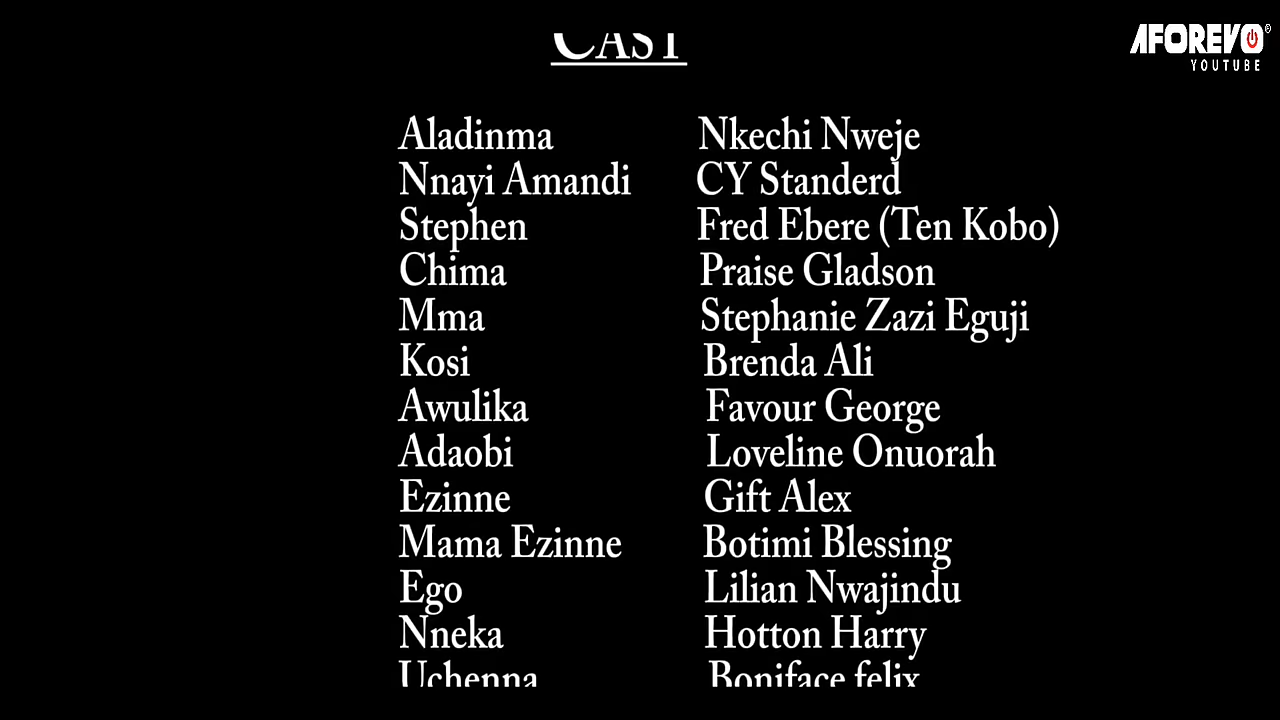 CAST
AFOREVO®
YOUTUBE
Aladinma Nkechi Nweje
Nnayi Amandi CY Standerd
Stephen Fred Ebere (Ten Kobo)
Chima Praise Gladson
Mma Stephanie Zazi Eguji
Kosi Brenda Ali
Awulika Favour George
Adaobi Loveline Onuorah
Ezinne Gift Alex
Mama Ezinne Botimi Blessing
Ego Lilian Nwajindu
Nneka Hotton Harry
Uchenna Boniface felix